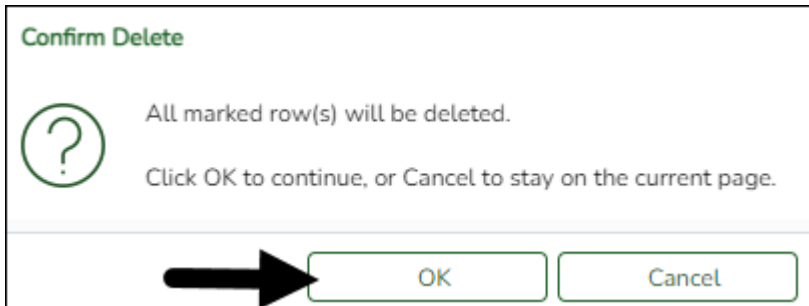 Confirm Delete
All marked row(s) will be deleted.
Click OK to continue, or Cancel to stay on the current page.
OK
Cancel